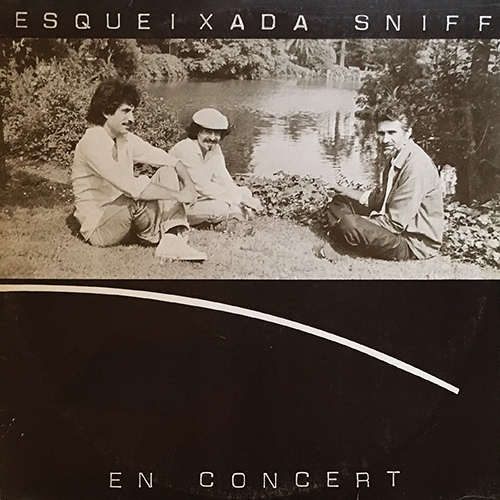 ESQUEIXADA SNIFF
EN CONCERT